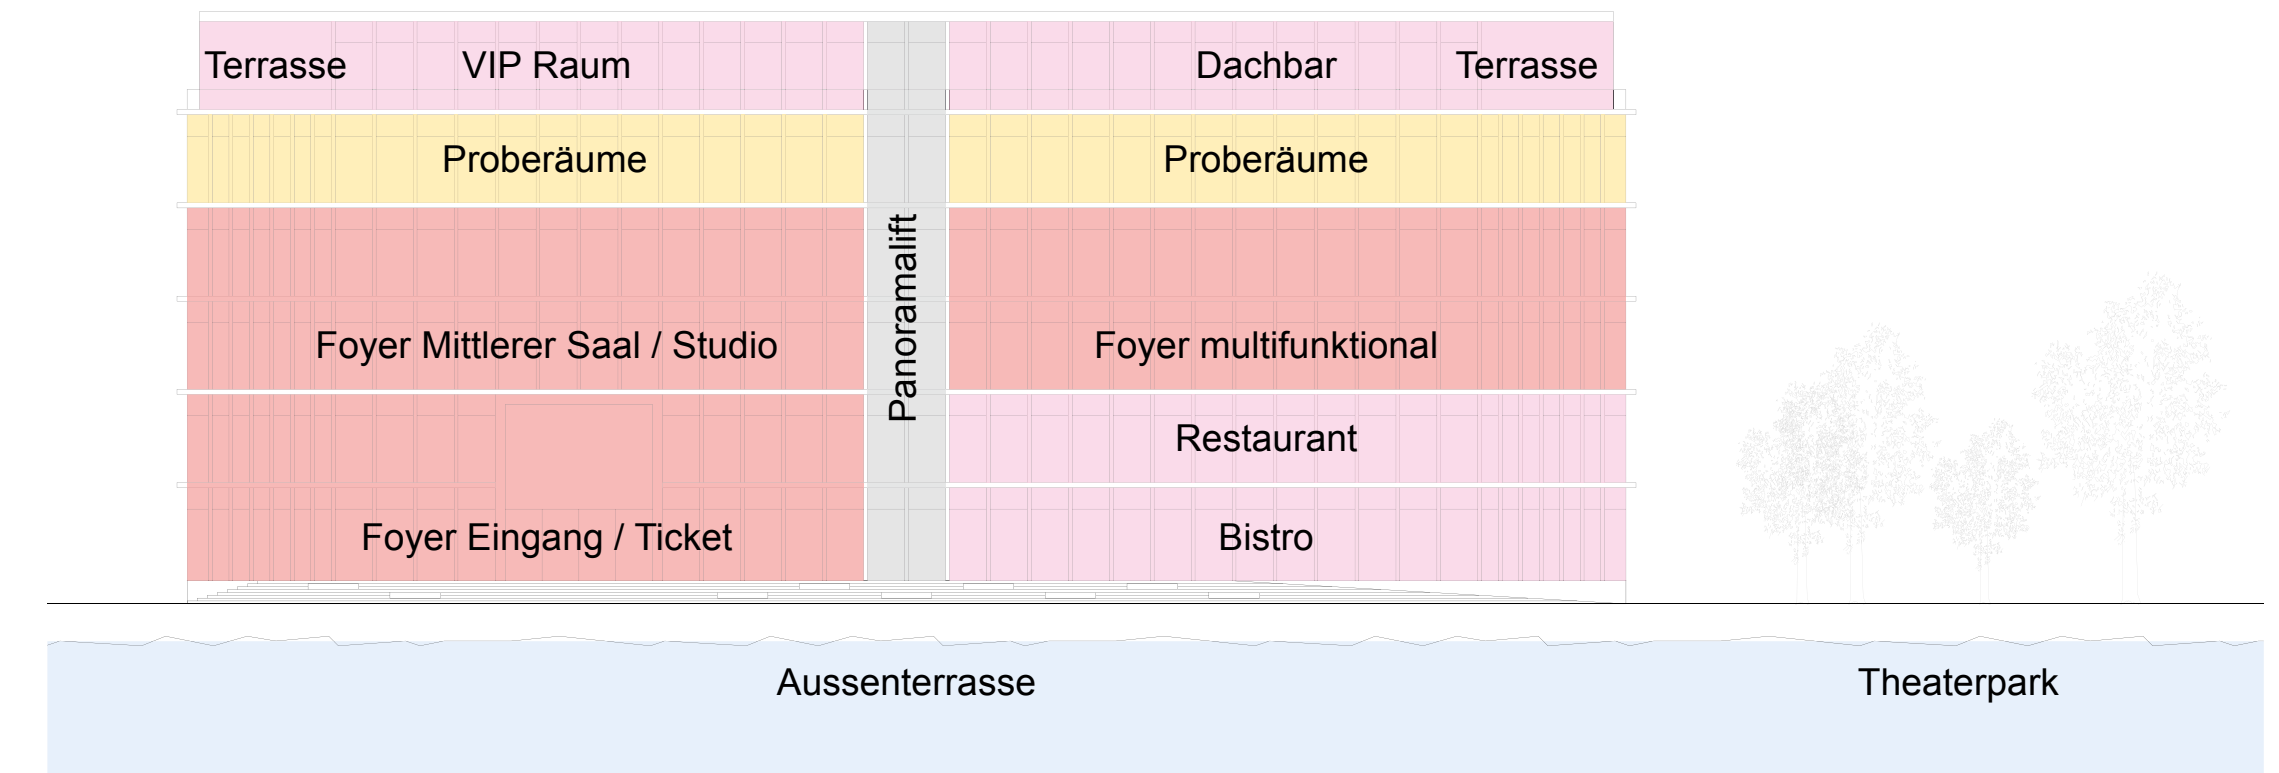 Terrasse
VIP Raum
Dachbar
Terrasse
Proberäume
Proberäume
Panoramalift
Foyer Mittlerer Saal / Studio
Foyer multifunktional
Restaurant
Foyer Eingang / Ticket
Bistro
Aussenterrasse
Theaterpark